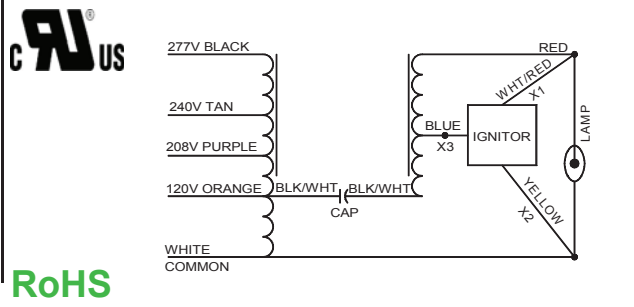 c RU US ®
277V BLACK
240V TAN
208V PURPLE
120V ORANGE
BLK/WHT
BLK/WHT
CAP
WHITE
COMMON
RED
WHT/RED
X1
BLUE
X3
IGNITOR
LAMP
YELLOW
X2
RoHS